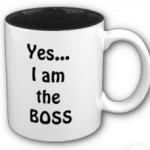 Yes...
I am
the
BOSS